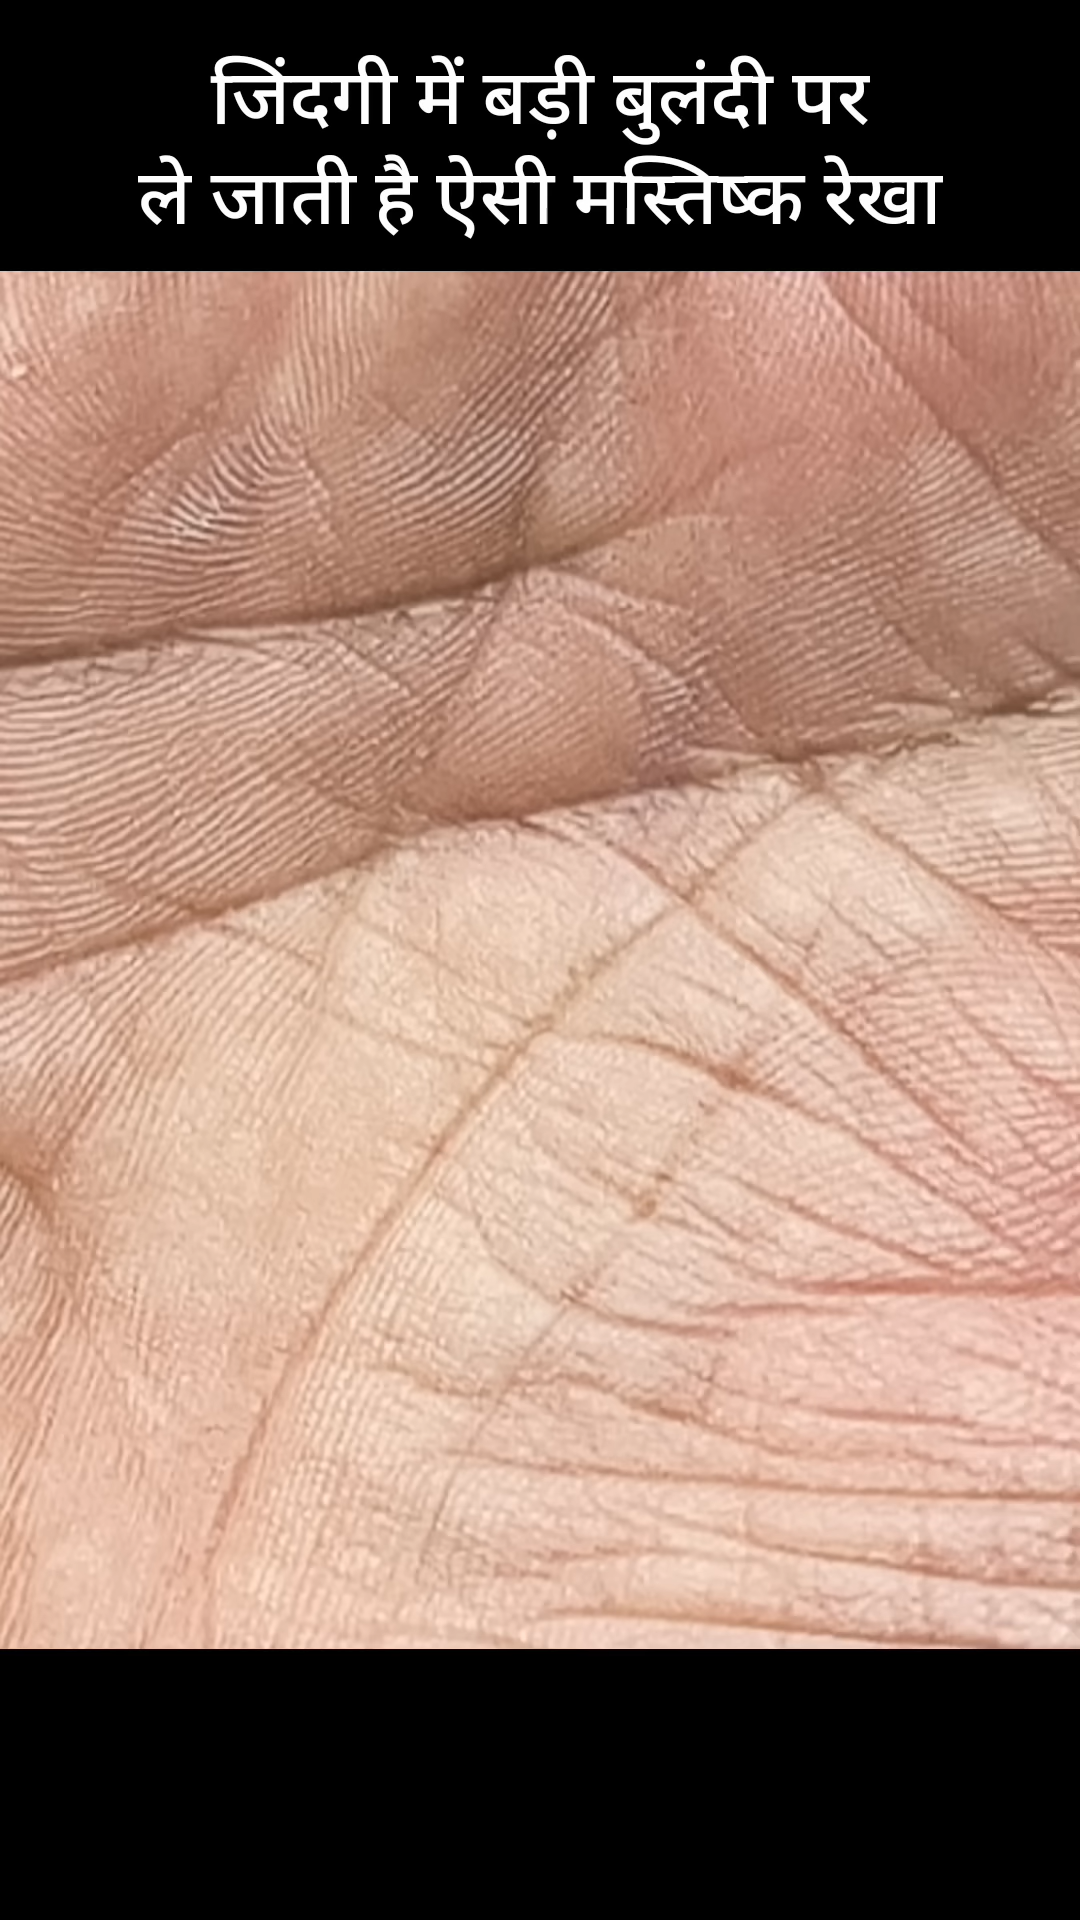 जिंदगी में बड़ी बुलंदी पर
ले जाती है ऐसी मस्तिष्क रेखा